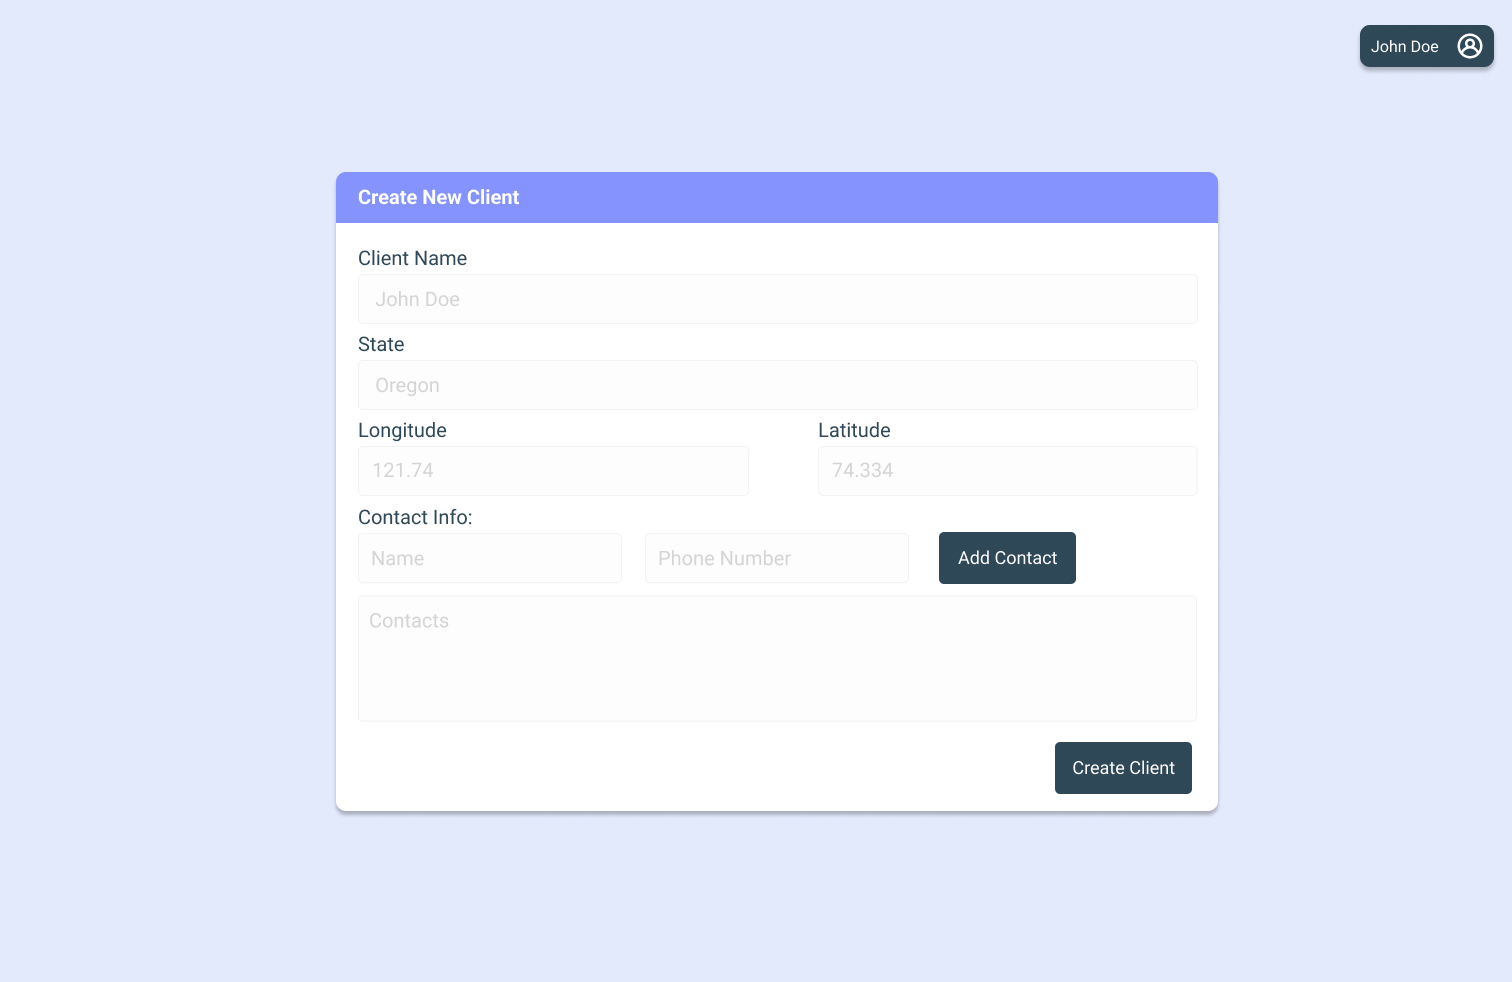 John Doe
Create New Client
Client Name
John Doe
State
Oregon
Longitude Latitude
121.74 74.334
Contact Info:
Name Phone Number Add Contact
Contacts
Create Client